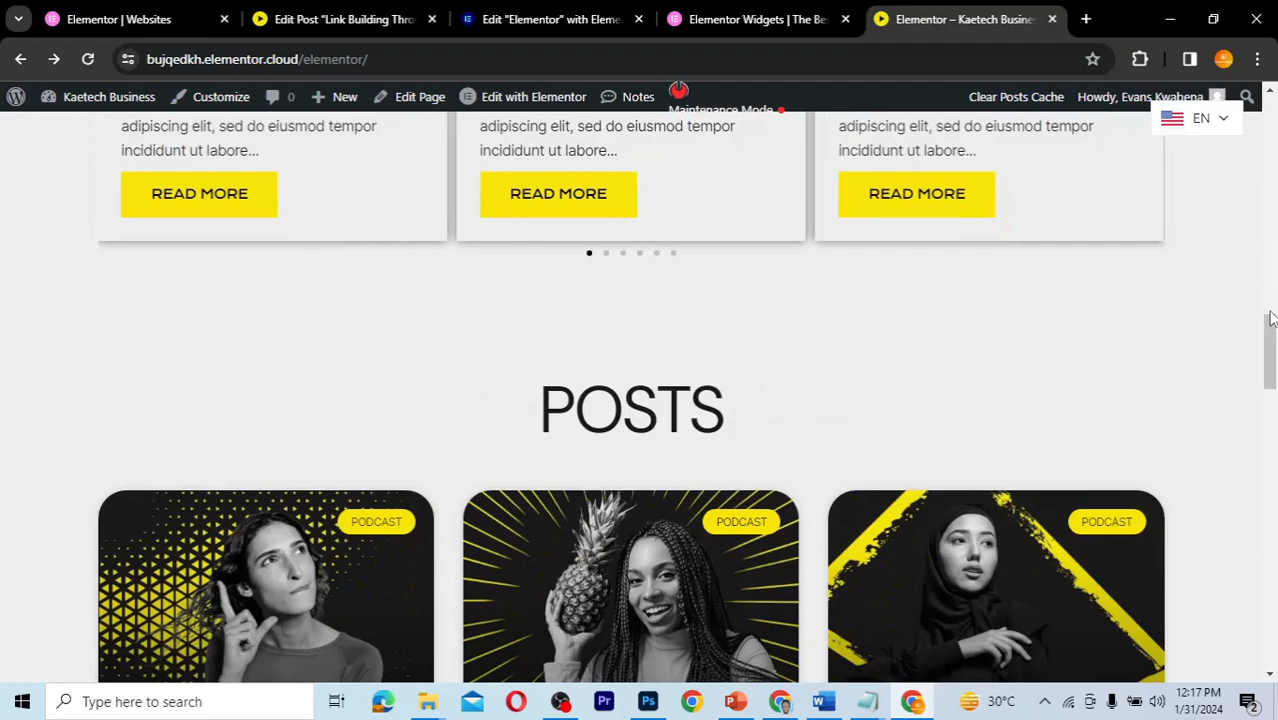 Elementor | Websites
Edit Post "Link Building Thro
Edit "Elementor" with Eleme
Elementor Widgets | The Be
Elementor – Kaetech Busine
bujqedkh.elementor.cloud/elementor/
Kaetech Business
Customize
0
New
Edit Page
Edit with Elementor
Notes
Maintenance Mode
Clear Posts Cache
Howdy, Evans Kwabena
EN
adipiscing elit, sed do eiusmod tempor
incididunt ut labore...
READ MORE
adipiscing elit, sed do eiusmod tempor
incididunt ut labore...
READ MORE
adipiscing elit, sed do eiusmod tempor
incididunt ut labore...
READ MORE
POSTS
PODCAST
PODCAST
PODCAST
Type here to search
30°C
12:17 PM
1/31/2024
2